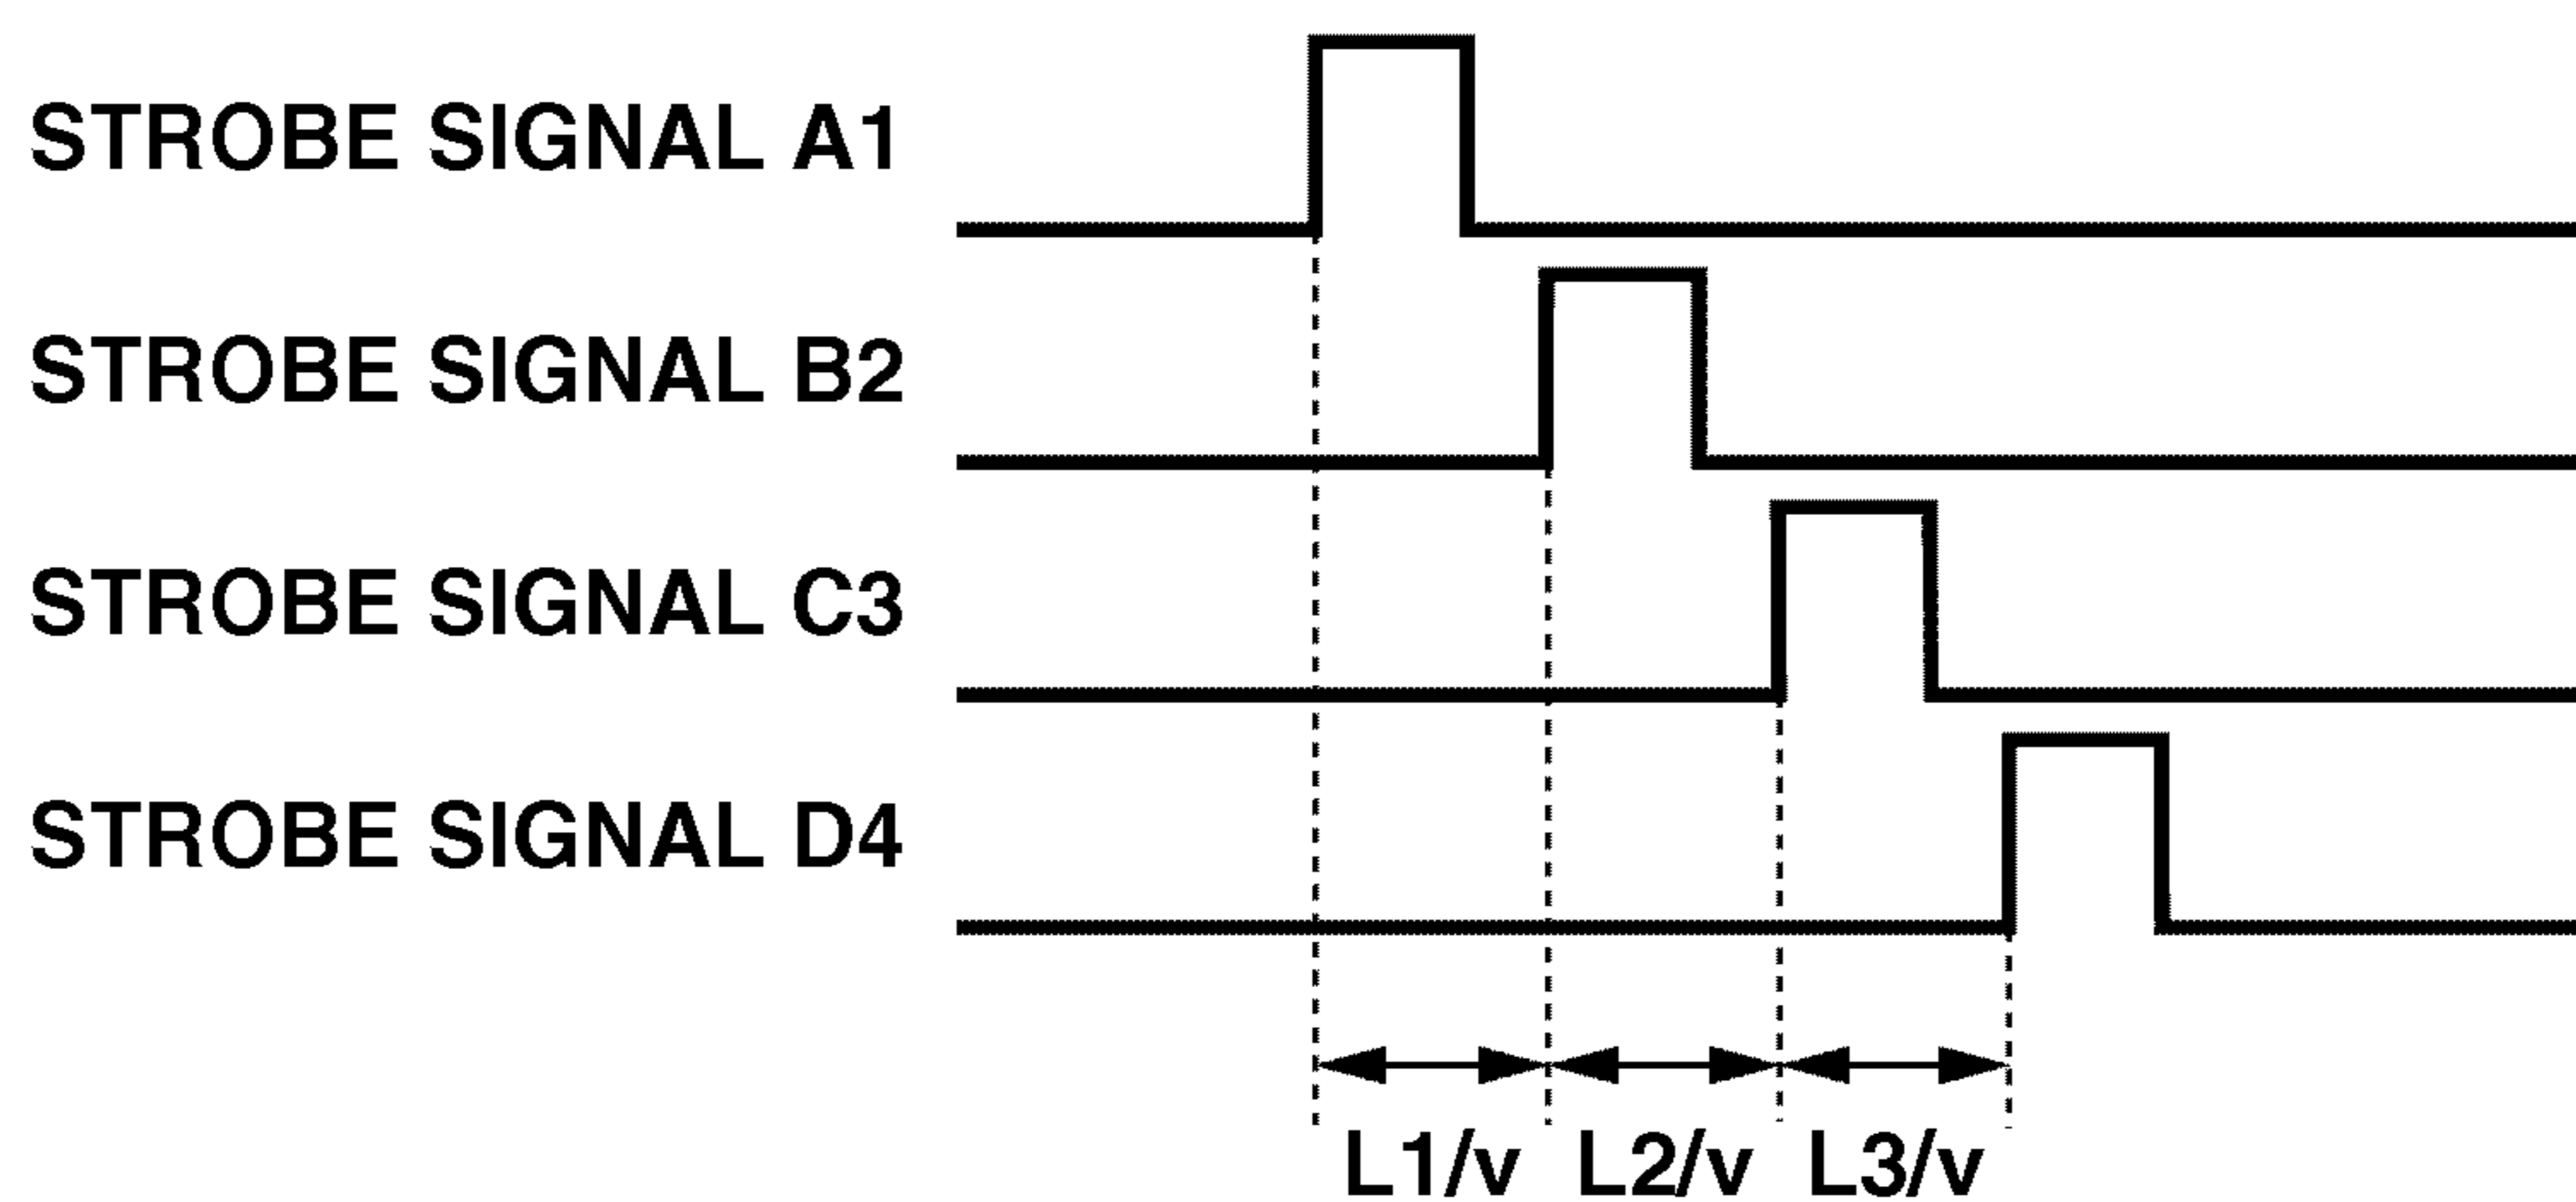 STROBE SIGNAL A1
STROBE SIGNAL B2
STROBE SIGNAL C3
STROBE SIGNAL D4
L1/v L2/v L3/v